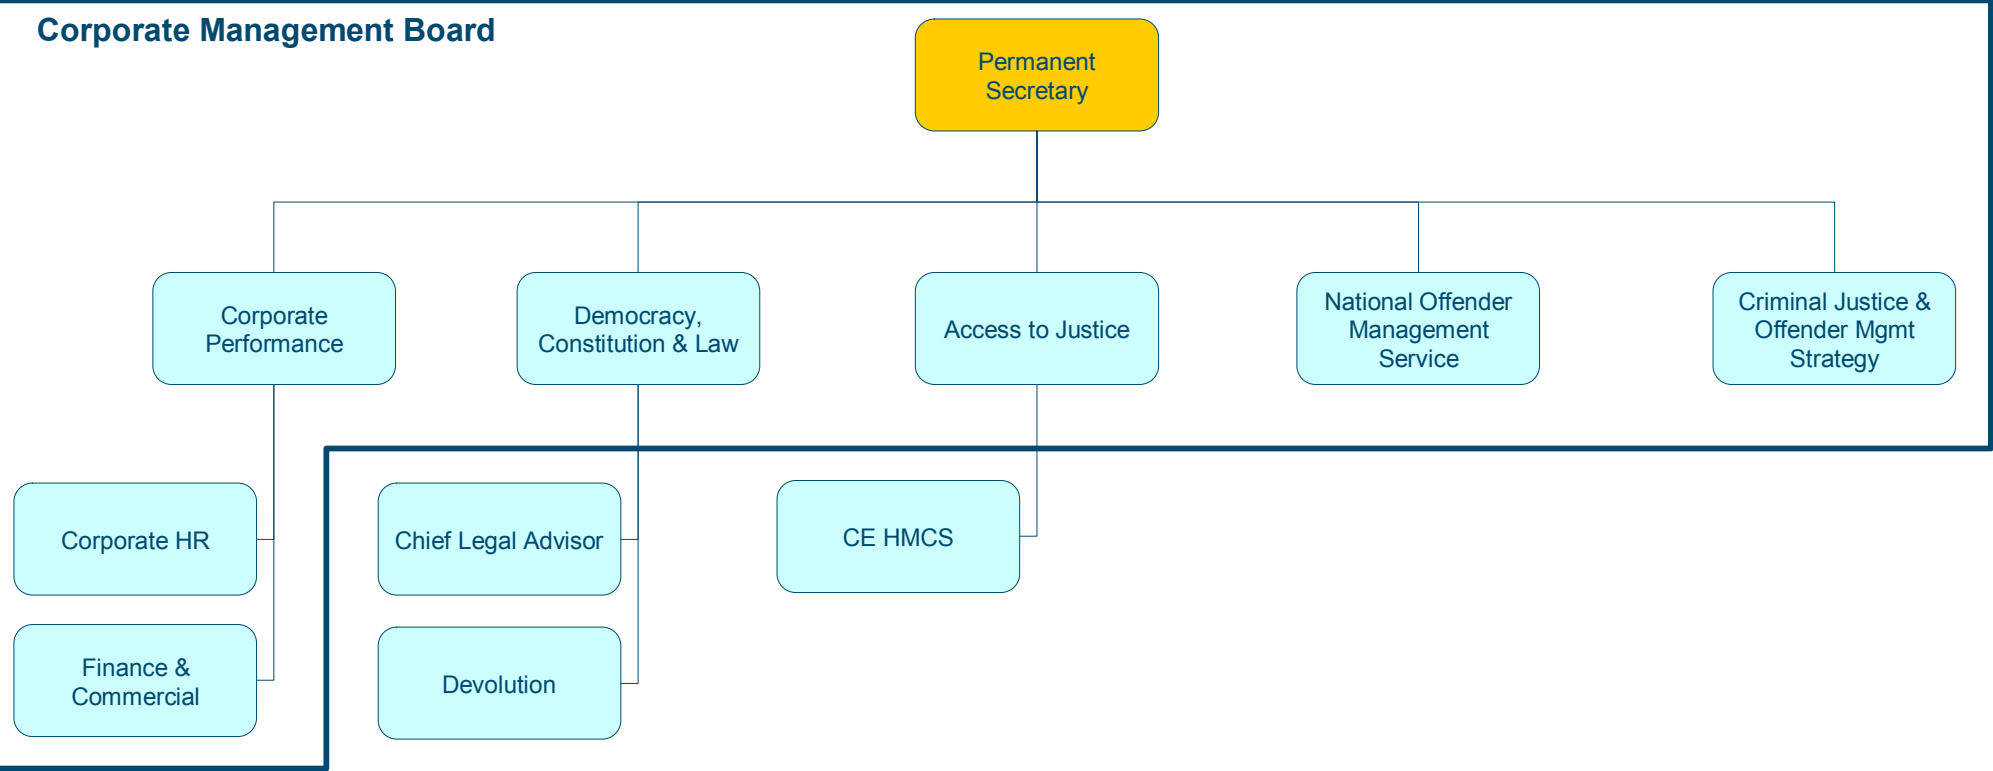 Corporate Management Board
Permanent
Secretary
Corporate
Performance
Democracy,
Constitution & Law
Access to Justice
National Offender
Management
Service
Criminal Justice &
Offender Mgmt
Strategy
Corporate HR
Chief Legal Advisor
CE HMCS
Finance &
Commercial
Devolution